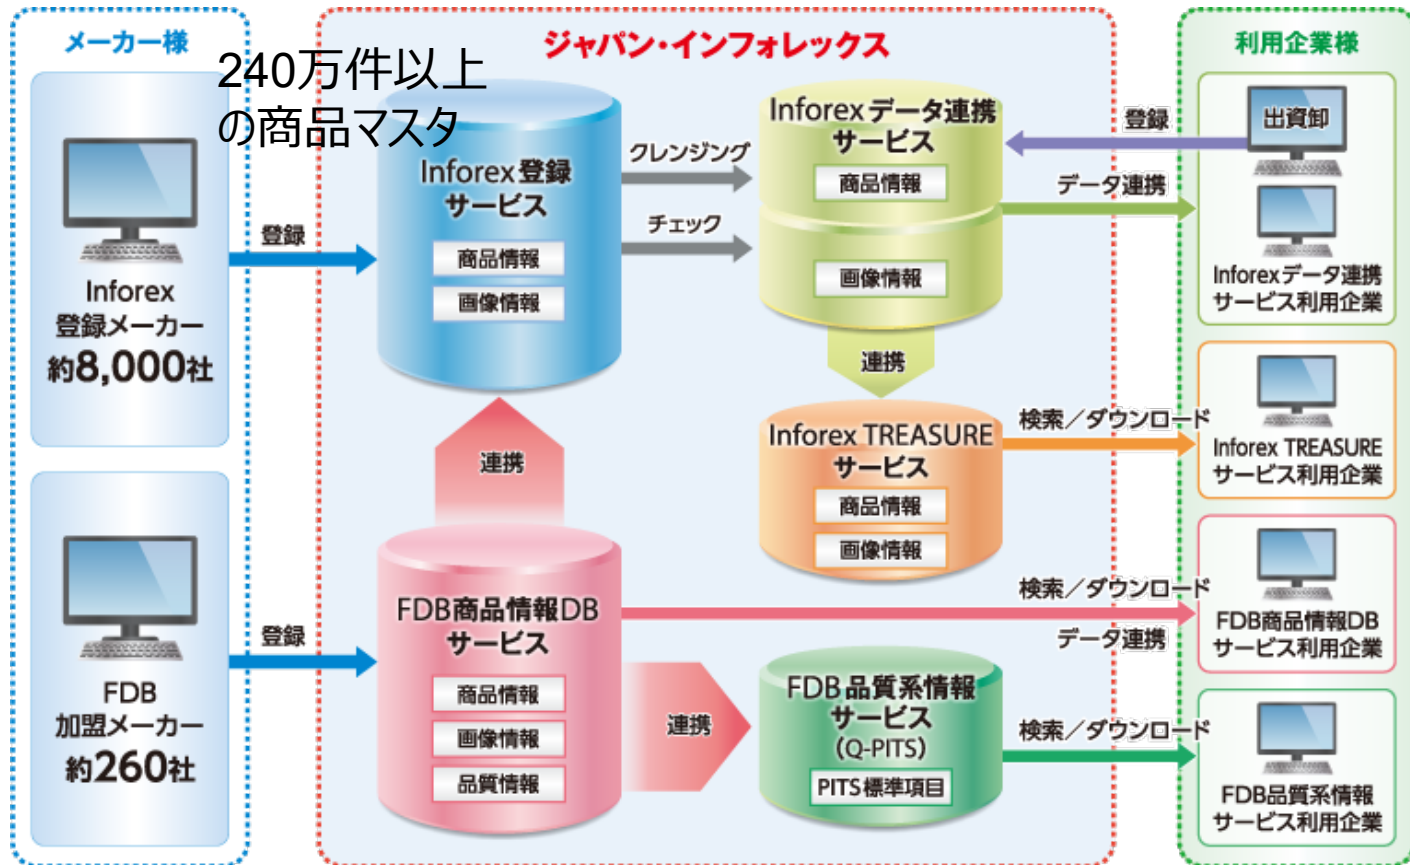 メーカー様
Inforex
登録メーカー
約8,000社
登録
FDB
加盟メーカー
約260社
登録
ジャパン・インフォレックス
240万件以上
の商品マスタ
Inforex登録
サービス
商品情報
画像情報
クレンジング
チェック
Inforexデータ連携
サービス
商品情報
画像情報
連携
連携
Inforex TREASURE
サービス
商品情報
画像情報
FDB商品情報DB
サービス
商品情報
画像情報
品質情報
連携
FDB品質系情報
サービス
(Q-PITS)
PITS標準項目
登録
データ連携
検索／ダウンロード
検索／ダウンロード
データ連携
検索／ダウンロード
利用企業様
出資卸
Inforexデータ連携
サービス利用企業
Inforex TREASURE
サービス利用企業
FDB商品情報DB
サービス利用企業
FDB品質系情報
サービス利用企業